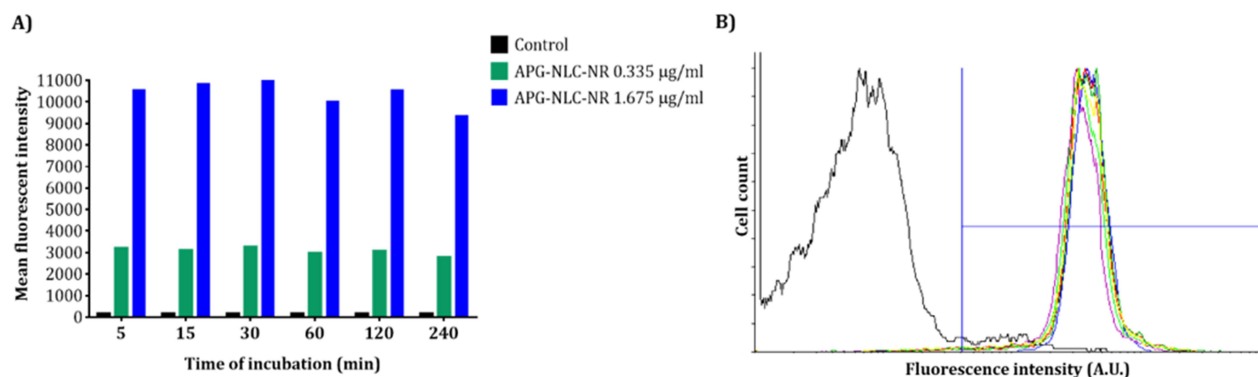 A)
Control
APG-NLC-NR 0.335 µg/ml
APG-NLC-NR 1.675 µg/ml
Mean fluorescent intensity
11000
10000
9000
8000
7000
6000
5000
4000
3000
2000
1000
0
5 15 30 60 120 240
Time of incubation (min)
B)
Cell count
Fluorescence intensity (A.U.)